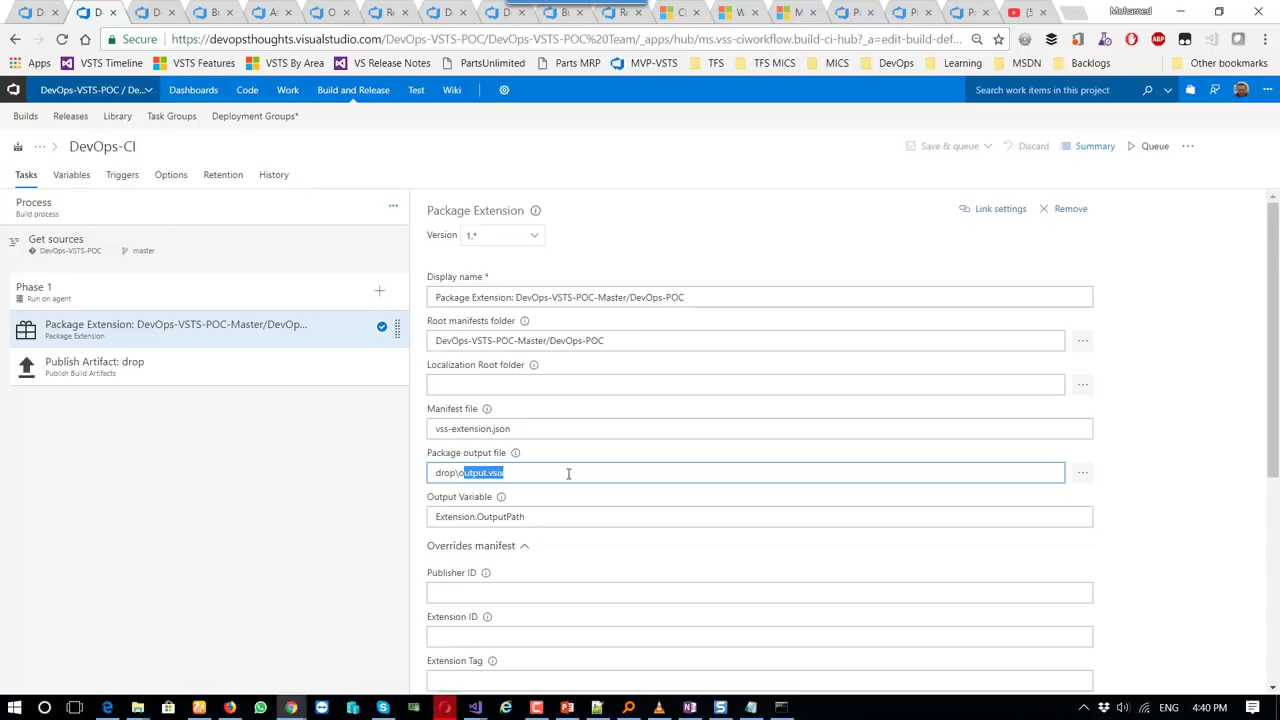 D
D
D
Bu
Al
O
Re
D
D
Bu
Re
Cl
W
M
P
P
P
(5
Mohamed
Secure
https://devopsthoughts.visualstudio.com/DevOps-VSTS-POC/DevOps-VSTS-POC%20Team/_apps/hub/ms.vss-ciworkflow.build-ci-hub?_a=edit-build-def...
Apps
VSTS Timeline
VSTS Features
VSTS By Area
VS Release Notes
PartsUnlimited
Parts MRP
MVP-VSTS
TFS
TFS MICS
MICS
DevOps
Learning
MSDN
Backlogs
Other bookmarks
DevOps-VSTS-POC / De...
Dashboards
Code
Work
Build and Release
Test
Wiki
Search work items in this project
Builds
Releases
Library
Task Groups
Deployment Groups*
... > DevOps-CI
Save & queue
Discard
Summary
Queue
...
Tasks
Variables
Triggers
Options
Retention
History
Process
Build process
...
Get sources
DevOps-VSTS-POC
master
Phase 1
Run on agent
Package Extension: DevOps-VSTS-POC-Master/DevOp...
Package Extension
Publish Artifact: drop
Publish Build Artifacts
Package Extension
Link settings
Remove
Version
1.*
Display name *
Package Extension: DevOps-VSTS-POC-Master/DevOps-POC
Root manifests folder
DevOps-VSTS-POC-Master/DevOps-POC
...
Localization Root folder
...
Manifest file
vss-extension.json
Package output file
drop\output.vsix
...
Output Variable
Extension.OutputPath
Overrides manifest
Publisher ID
Extension ID
Extension Tag
ENG
4:40 PM